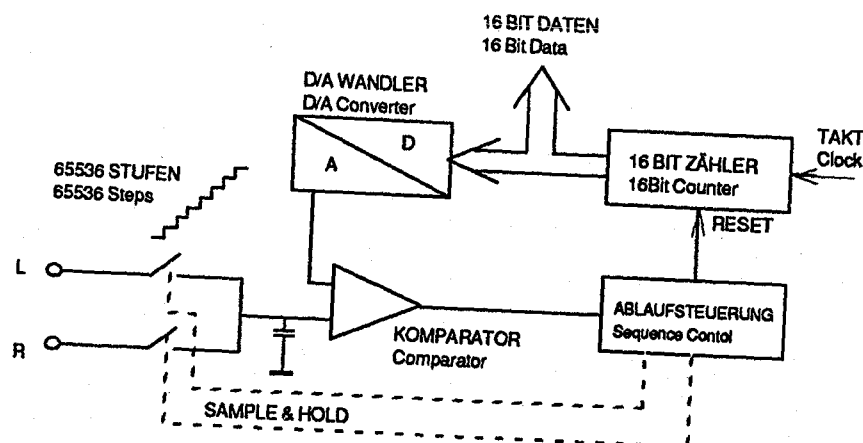 16 BIT DATEN
16 Bit Data
D/A WANDLER
D/A Converter
D
A
TAKT
Clock
16 BIT ZÄHLER
16Bit Counter
65536 STUFEN
65536 Steps
RESET
L
ABLAUFSTEUERUNG
Sequence Contol
KOMPARATOR
Comparator
R
SAMPLE & HOLD